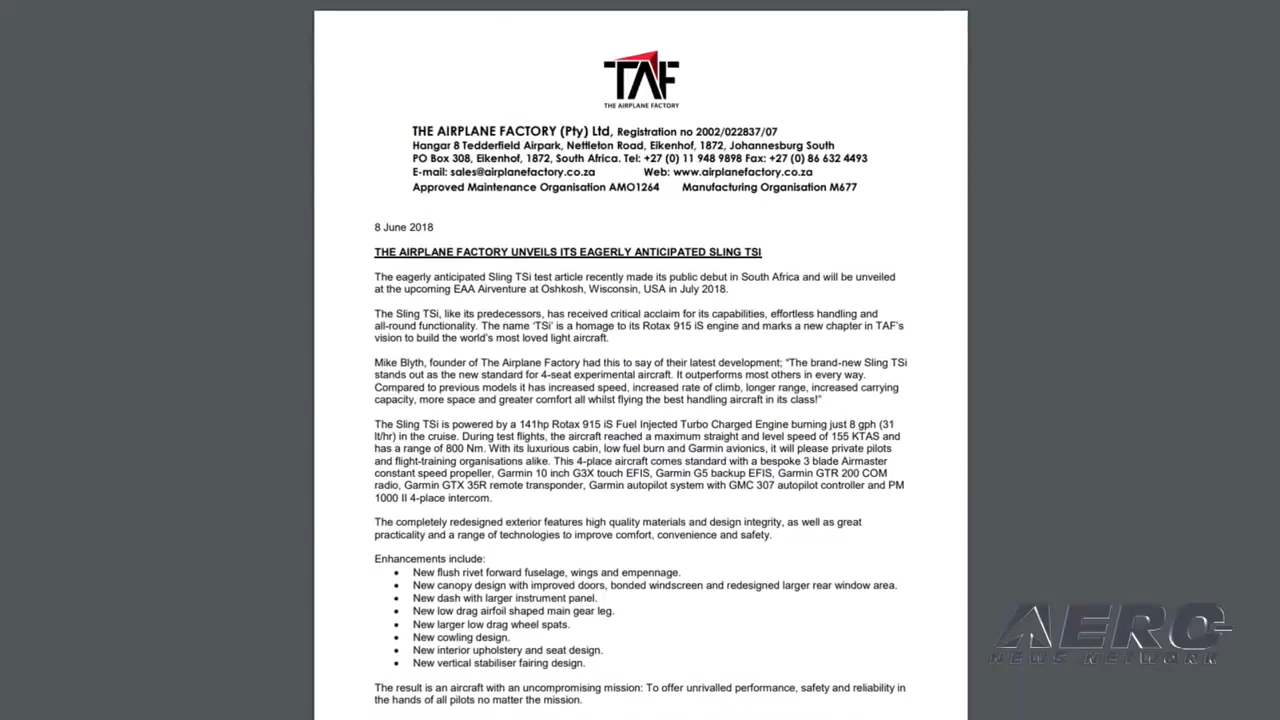 TAF
THE AIRPLANE FACTORY
THE AIRPLANE FACTORY (Pty) Ltd, Registration no 2002/022837/07
Hangar 8 Tedderfield Airpark, Nettleton Road, Eikenhof, 1872, Johannesburg South
PO Box 308, Eikenhof, 1872, South Africa. Tel: +27 (0) 11 948 9898 Fax: +27 (0) 86 632 4493
E-mail: sales@airplanefactory.co.za Web: www.airplanefactory.co.za
Approved Maintenance Organisation AMO1264 Manufacturing Organisation M677
8 June 2018
THE AIRPLANE FACTORY UNVEILS ITS EAGERLY ANTICIPATED SLING TSI
The eagerly anticipated Sling TSi test article recently made its public debut in South Africa and will be unveiled
at the upcoming EAA Airventure at Oshkosh, Wisconsin, USA in July 2018.
The Sling TSi, like its predecessors, has received critical acclaim for its capabilities, effortless handling and
all-round functionality. The name ‘TSi’ is a homage to its Rotax 915 iS engine and marks a new chapter in TAF’s
vision to build the world’s most loved light aircraft.
Mike Blyth, founder of The Airplane Factory had this to say of their latest development; “The brand-new Sling TSi
stands out as the new standard for 4-seat experimental aircraft. It outperforms most others in every way.
Compared to previous models it has increased speed, increased rate of climb, longer range, increased carrying
capacity, more space and greater comfort all whilst flying the best handling aircraft in its class!”
The Sling TSi is powered by a 141hp Rotax 915 iS Fuel Injected Turbo Charged Engine burning just 8 gph (31
lt/hr) in the cruise. During test flights, the aircraft reached a maximum straight and level speed of 155 KTAS and
has a range of 800 Nm. With its luxurious cabin, low fuel burn and Garmin avionics, it will please private pilots
and flight-training organisations alike. This 4-place aircraft comes standard with a bespoke 3 blade Airmaster
constant speed propeller, Garmin 10 inch G3X touch EFIS, Garmin G5 backup EFIS, Garmin GTR 200 COM
radio, Garmin GTX 35R remote transponder, Garmin autopilot system with GMC 307 autopilot controller and PM
1000 II 4-place intercom.
The completely redesigned exterior features high quality materials and design integrity, as well as great
practicality and a range of technologies to improve comfort, convenience and safety.
Enhancements include:
• New flush rivet forward fuselage, wings and empennage.
• New canopy design with improved doors, bonded windscreen and redesigned larger rear window area.
• New dash with larger instrument panel.
• New low drag airfoil shaped main gear leg.
• New larger low drag wheel spats.
• New cowling design.
• New interior upholstery and seat design.
• New vertical stabiliser fairing design.
The result is an aircraft with an uncompromising mission: To offer unrivalled performance, safety and reliability in
the hands of all pilots no matter the mission.
AERO
NEWS NETWORK